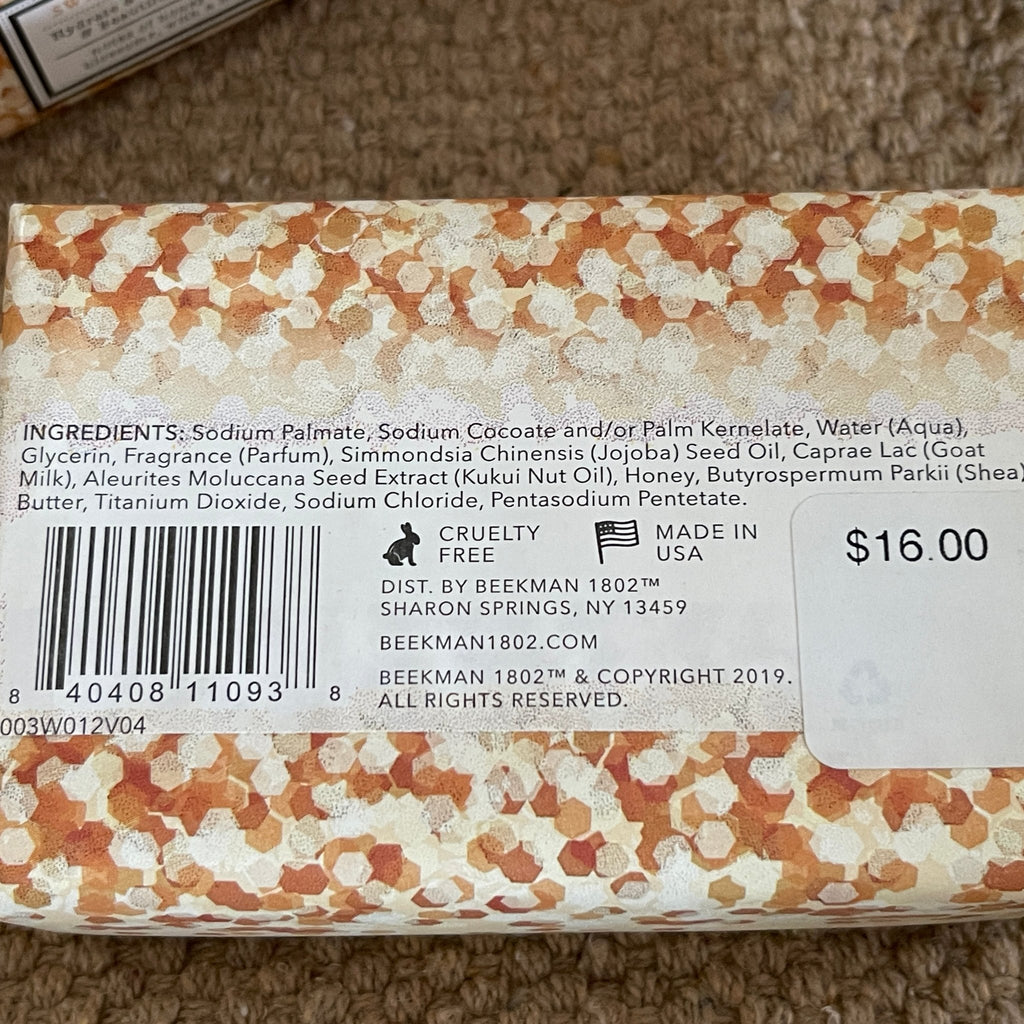 Hydrate
INGREDIENTS: Sodium Palmate, Sodium Cocoate and/or Palm Kernelate, Water (Aqua),
Glycerin, Fragrance (Parfum), Simmondsia Chinensis (Jojoba) Seed Oil, Caprae Lac (Goat
Milk), Aleurites Moluccana Seed Extract (Kukui Nut Oil), Honey, Butyrospermum Parkii (Shea)
Butter, Titanium Dioxide, Sodium Chloride, Pentasodium Pentetate.
CRUELTY
FREE
MADE IN
USA
$16.00
DIST. BY BEEKMAN 1802™
SHARON SPRINGS, NY 13459
BEEKMAN1802.COM
BEEKMAN 1802™ & COPYRIGHT 2019.
ALL RIGHTS RESERVED.
8 40408 11093 8
003W012V04